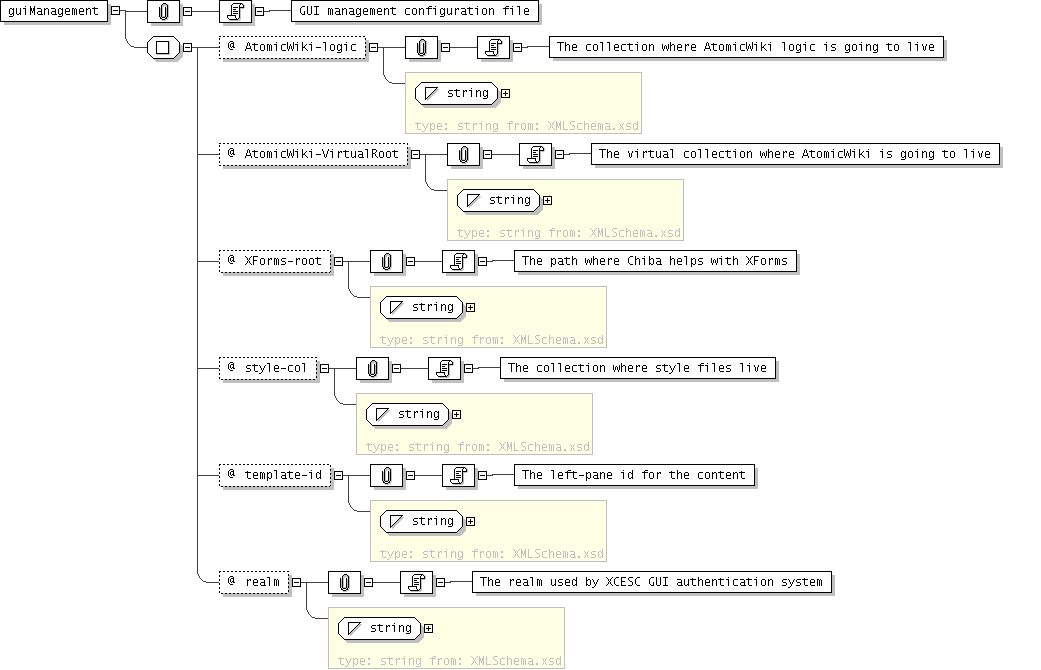 guiManagement
GUI management configuration file
@ AtomicWiki-logic
The collection where AtomicWiki logic is going to live
string
type: string from: XMLSchema.xsd
@ AtomicWiki-VirtualRoot
The virtual collection where AtomicWiki is going to live
string
type: string from: XMLSchema.xsd
@ XForms-root
The path where Chiba helps with XForms
string
type: string from: XMLSchema.xsd
@ style-col
The collection where style files live
string
type: string from: XMLSchema.xsd
@ template-id
The left-pane id for the content
string
type: string from: XMLSchema.xsd
@ realm
The realm used by XCESC GUI authentication system
string
type: string from: XMLSchema.xsd